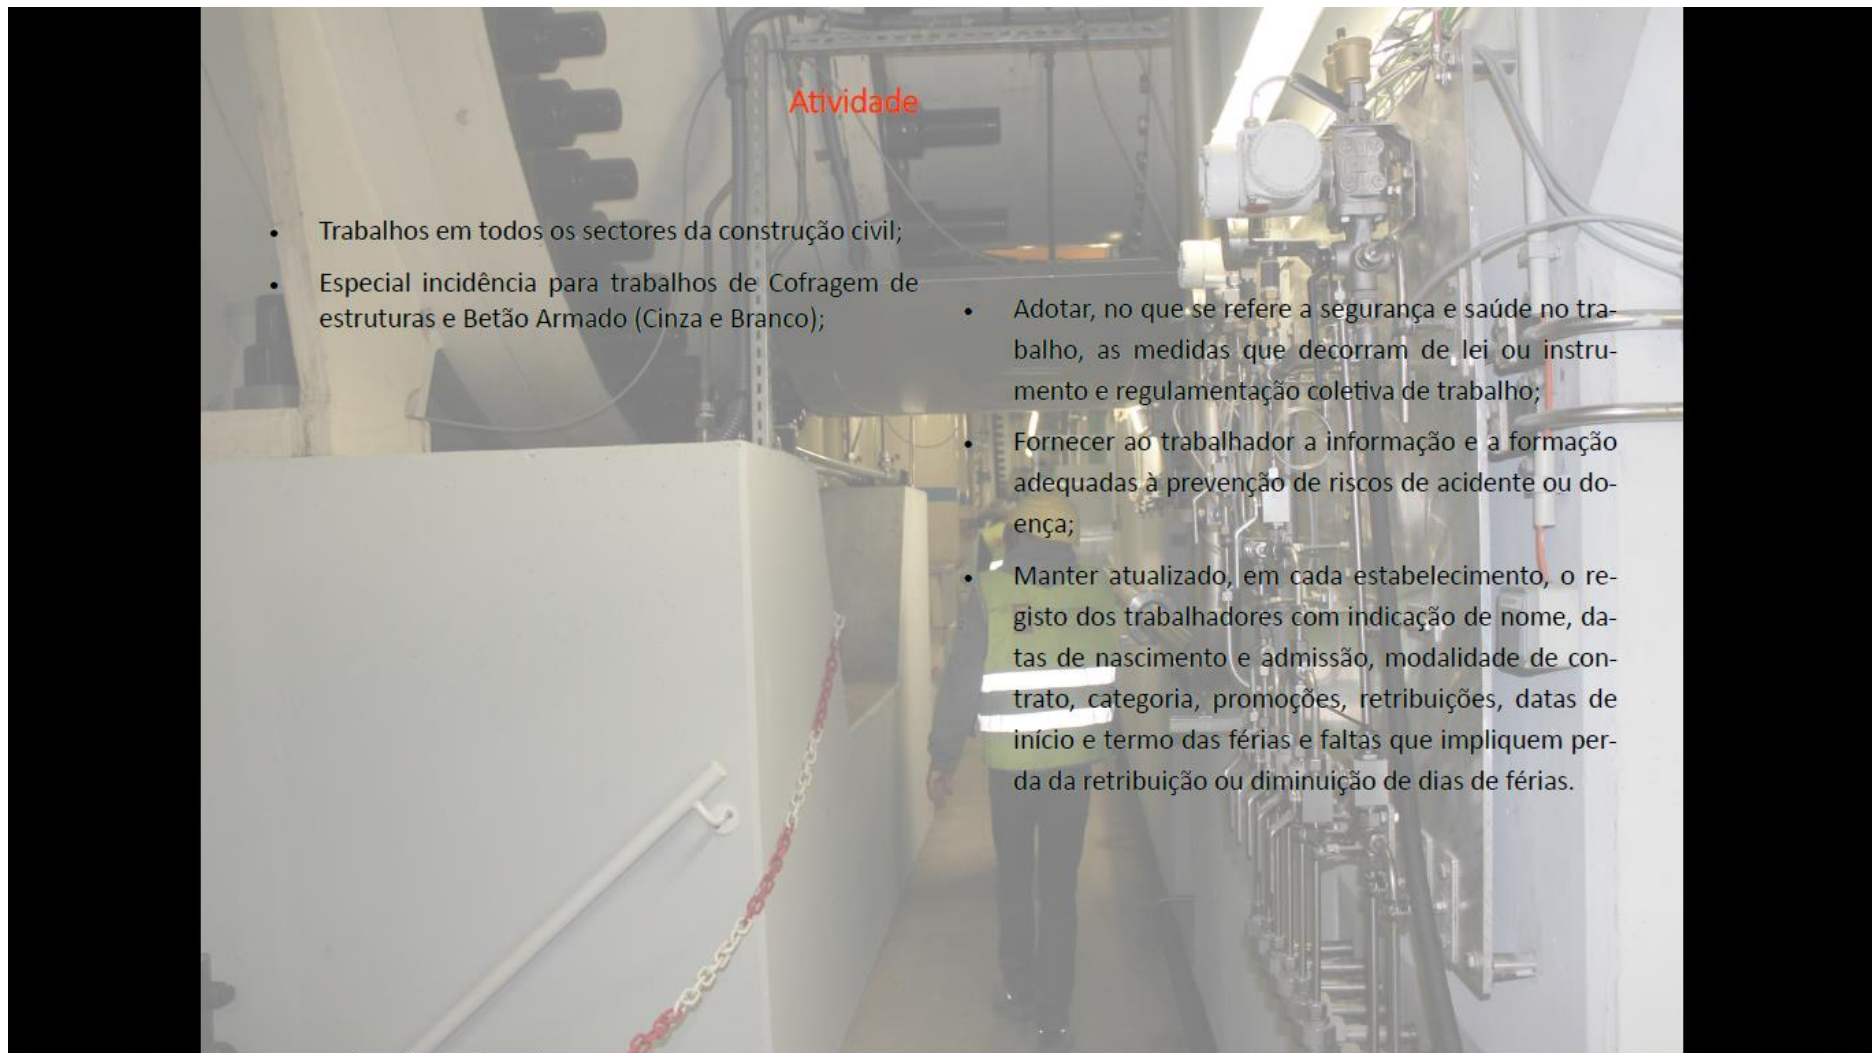 Atividade
• Trabalhos em todos os sectores da construção civil;
• Especial incidência para trabalhos de Cofragem de
estruturas e Betão Armado (Cinza e Branco);
• Adotar, no que se refere a segurança e saúde no tra-
balho, as medidas que decorram de lei ou instru-
mento e regulamentação coletiva de trabalho;
• Fornecer ao trabalhador a informação e a formação
adequadas à prevenção de riscos de acidente ou do-
ença;
• Manter atualizado, em cada estabelecimento, o re-
gisto dos trabalhadores com indicação de nome, da-
tas de nascimento e admissão, modalidade de con-
trato, categoria, promoções, retribuições, datas de
início e termo das férias e faltas que impliquem per-
da da retribuição ou diminuição de dias de férias.